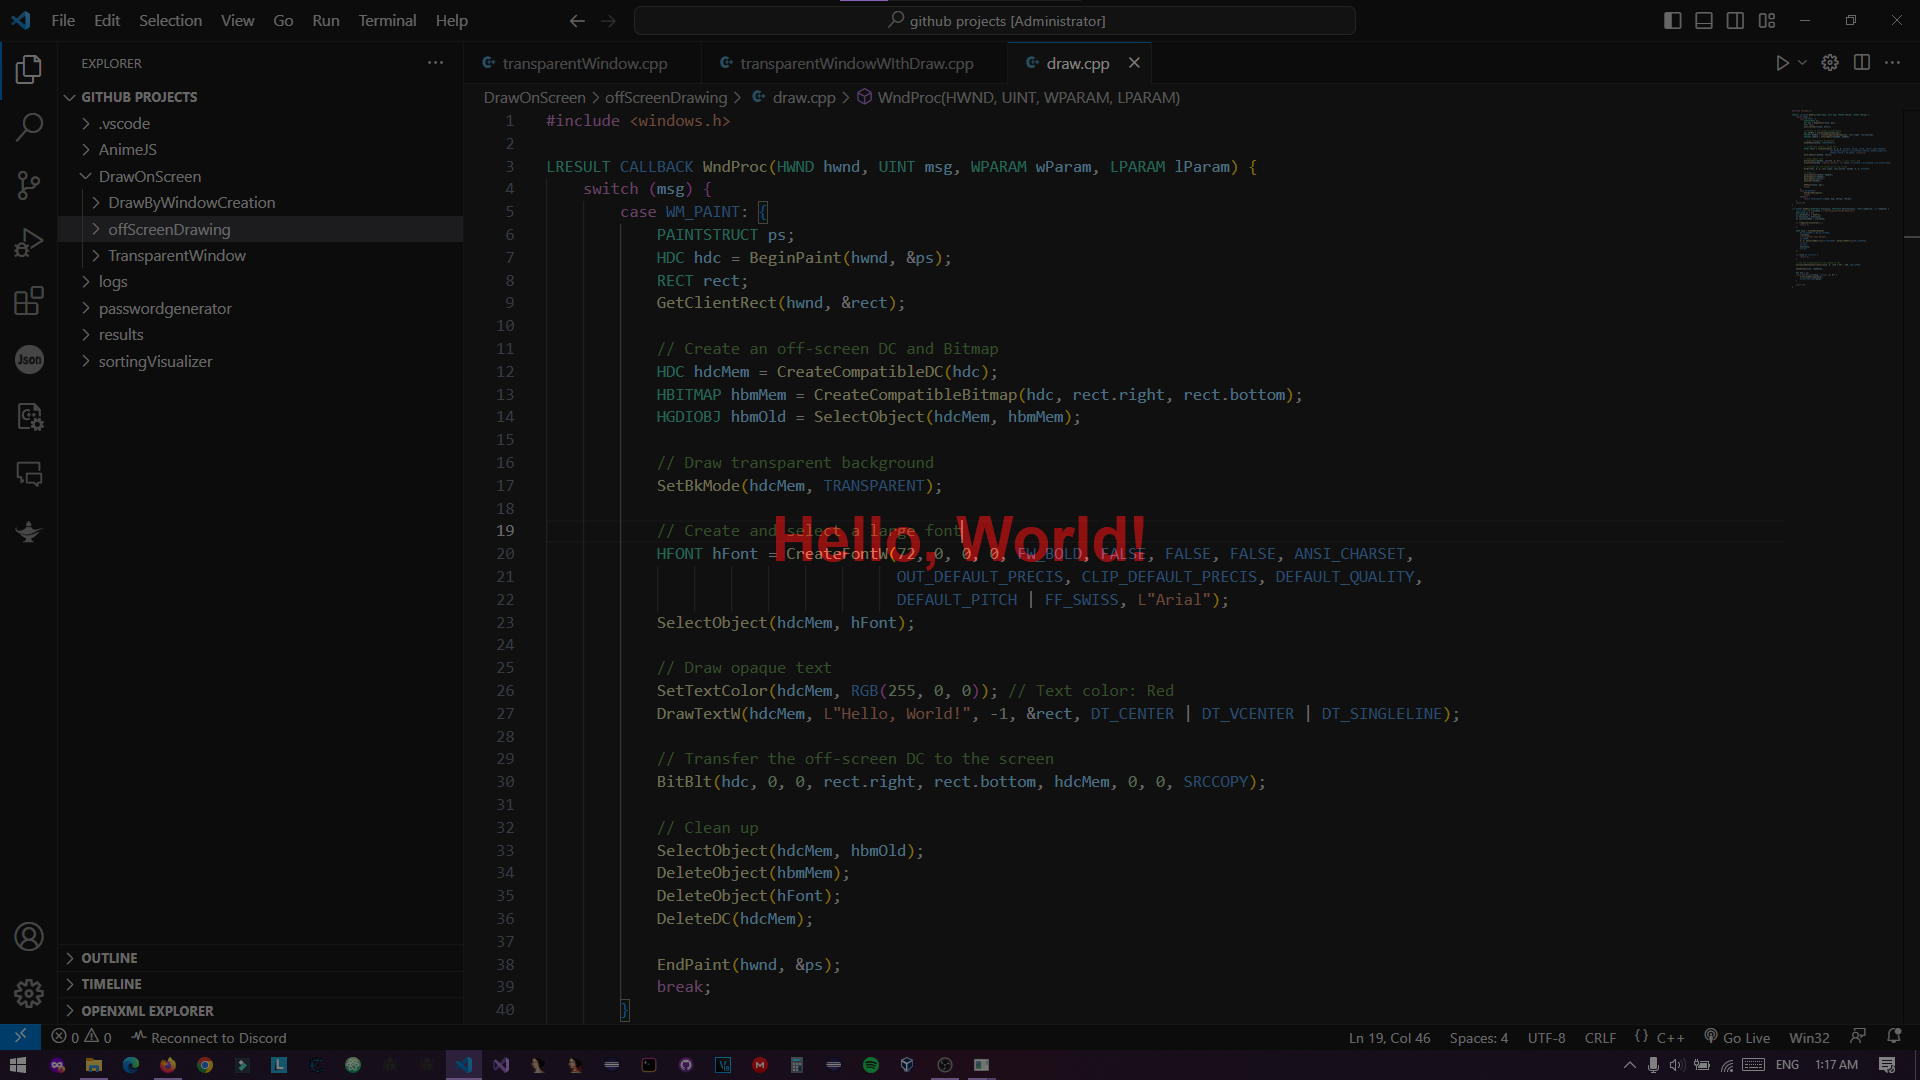 File Edit Selection View Go Run Terminal Help
github projects [Administrator]
EXPLORER
transparentWindow.cpp
transparentWindowWIthDraw.cpp
draw.cpp
GITHUB PROJECTS
.vscode
AnimeJS
DrawOnScreen
DrawByWindowCreation
offScreenDrawing
TransparentWindow
logs
passwordgenerator
results
sortingVisualizer
Json
OUTLINE
TIMELINE
OPENXML EXPLORER
DrawOnScreen > offScreenDrawing > draw.cpp > WndProc(HWND, UINT, WPARAM, LPARAM)
1 #include <windows.h>
2
3 LRESULT CALLBACK WndProc(HWND hwnd, UINT msg, WPARAM wParam, LPARAM lParam) {
4 switch (msg) {
5 case WM_PAINT: {
6 PAINTSTRUCT ps;
7 HDC hdc = BeginPaint(hwnd, &ps);
8 RECT rect;
9 GetClientRect(hwnd, &rect);
10
11 // Create an off-screen DC and Bitmap
12 HDC hdcMem = CreateCompatibleDC(hdc);
13 HBITMAP hbmMem = CreateCompatibleBitmap(hdc, rect.right, rect.bottom);
14 HGDIOBJ hbmOld = SelectObject(hdcMem, hbmMem);
15
16 // Draw transparent background
17 SetBkMode(hdcMem, TRANSPARENT);
18
19 // Create and select a large font
Hello, World!
20 HFONT hFont = CreateFontW(72, 0, 0, 0, FW_BOLD, FALSE, FALSE, FALSE, ANSI_CHARSET,
21 OUT_DEFAULT_PRECIS, CLIP_DEFAULT_PRECIS, DEFAULT_QUALITY,
22 DEFAULT_PITCH | FF_SWISS, L"Arial");
23 SelectObject(hdcMem, hFont);
24
25 // Draw opaque text
26 SetTextColor(hdcMem, RGB(255, 0, 0)); // Text color: Red
27 DrawTextW(hdcMem, L"Hello, World!", -1, &rect, DT_CENTER | DT_VCENTER | DT_SINGLELINE);
28
29 // Transfer the off-screen DC to the screen
30 BitBlt(hdc, 0, 0, rect.right, rect.bottom, hdcMem, 0, 0, SRCCOPY);
31
32 // Clean up
33 SelectObject(hdcMem, hbmOld);
34 DeleteObject(hbmMem);
35 DeleteObject(hFont);
36 DeleteDC(hdcMem);
37
38 EndPaint(hwnd, &ps);
39 break;
40 }
0 0 Reconnect to Discord
Ln 19, Col 46 Spaces: 4 UTF-8 CRLF {} C++ Go Live Win32
ENG 1:17 AM